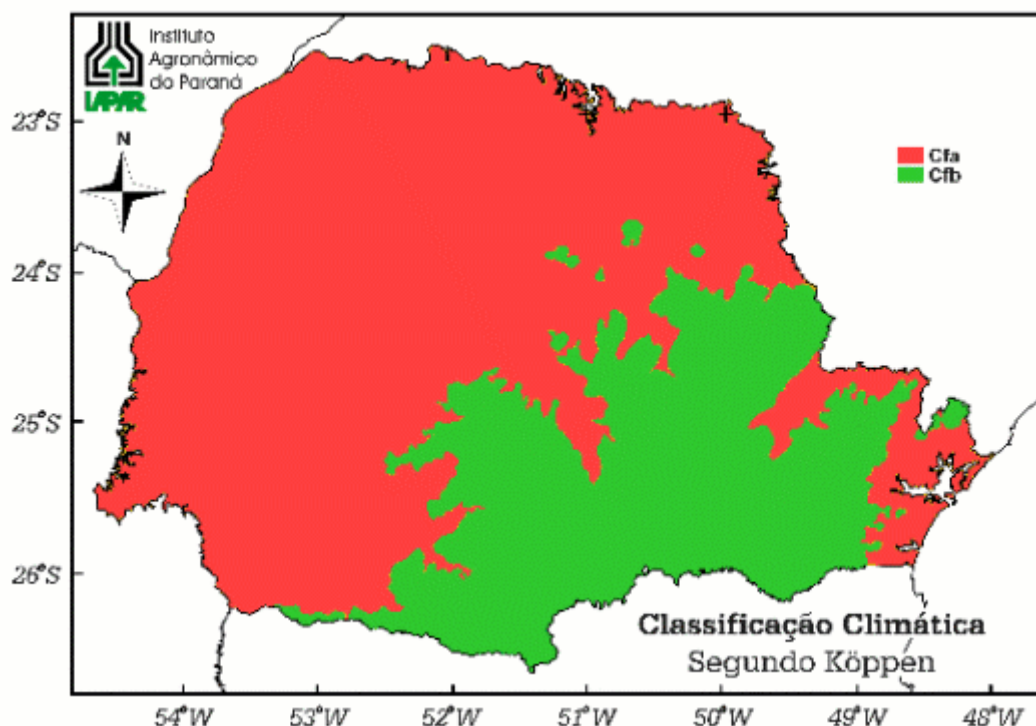 Instituto
Agronômico
do Paraná
IAPAR
N
23°S
24°S
25°S
26°S
Cfa
Cfb
Classificação Climática
Segundo Köppen
54°W
53°W
52°W
51°W
50°W
49°W
48°W